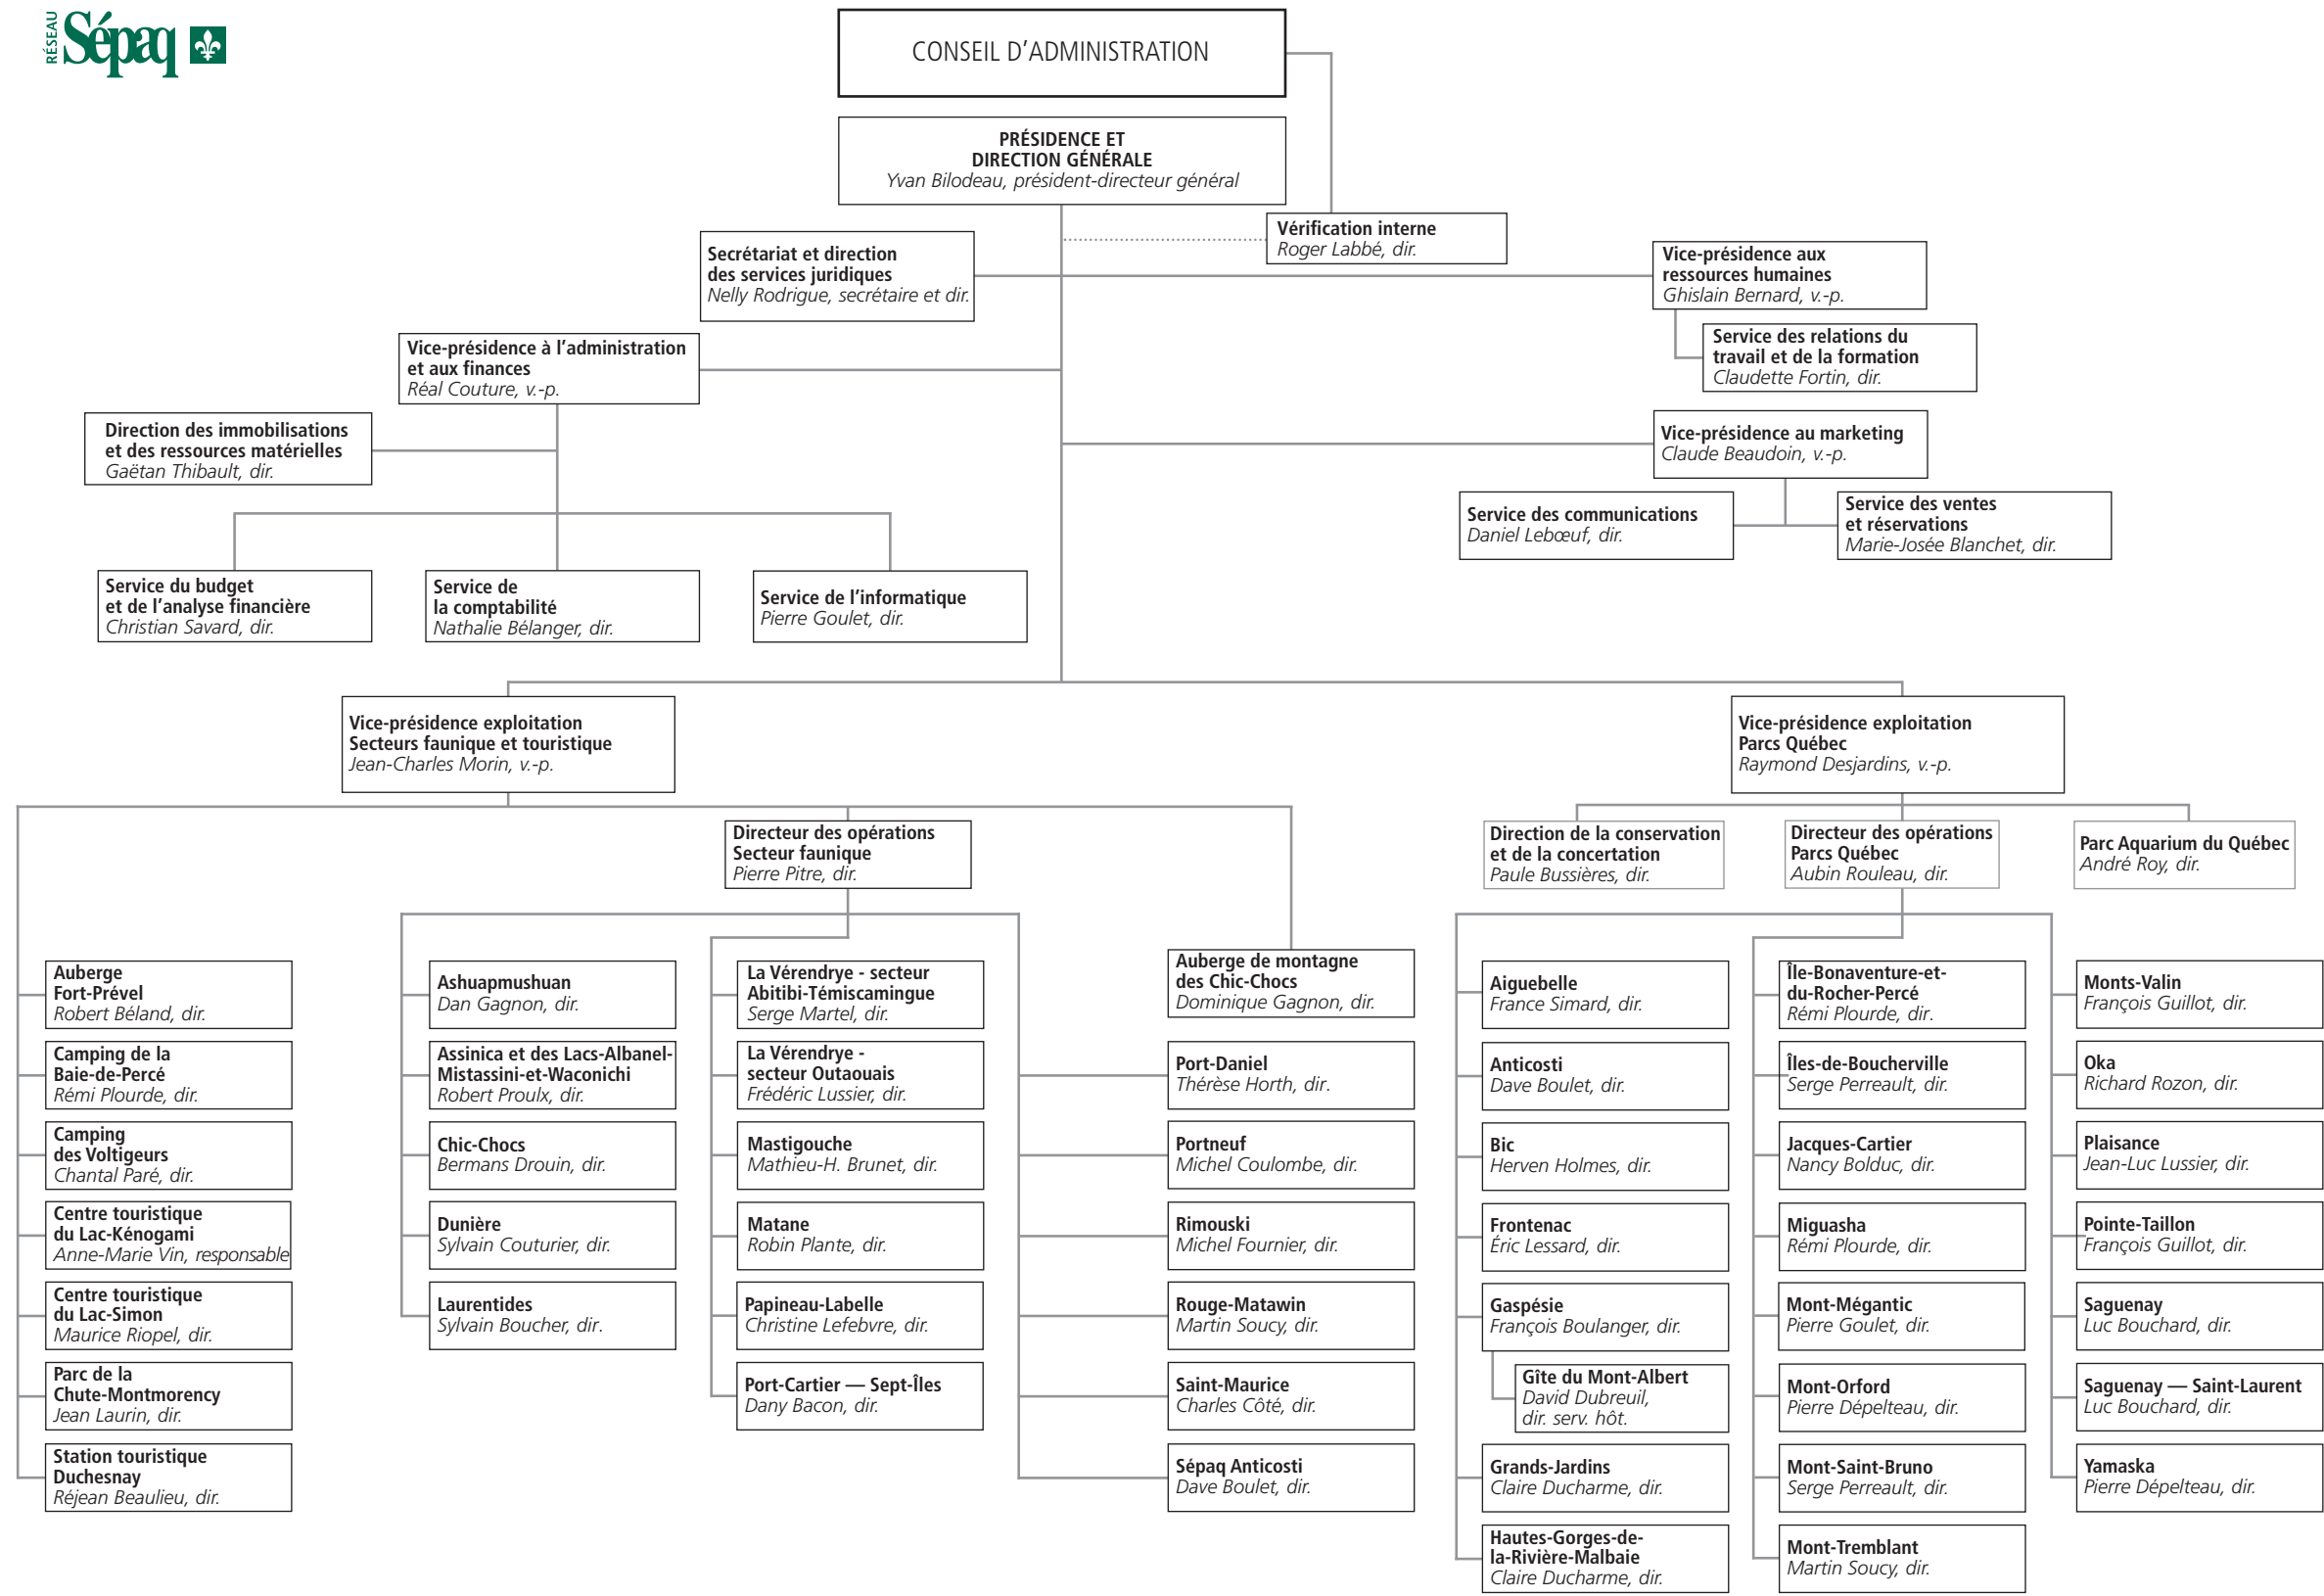 RÉSEAU
Sépaq
CONSEIL D'ADMINISTRATION
PRÉSIDENCE ET
DIRECTION GÉNÉRALE
Yvan Bilodeau, président-directeur général
Vérification interne
Roger Labbé, dir.
Secrétariat et direction
des services juridiques
Nelly Rodrigue, secrétaire et dir.
Vice-présidence aux
ressources humaines
Ghislain Bernard, v.-p.
Service des relations du
travail et de la formation
Claudette Fortin, dir.
Vice-présidence à l'administration
et aux finances
Réal Couture, v.-p.
Direction des immobilisations
et des ressources matérielles
Gaëtan Thibault, dir.
Vice-présidence au marketing
Claude Beaudoin, v.-p.
Service des communications
Daniel Lebœuf, dir.
Service des ventes
et réservations
Marie-Josée Blanchet, dir.
Service du budget
et de l'analyse financière
Christian Savard, dir.
Service de
la comptabilité
Nathalie Bélanger, dir.
Service de l'informatique
Pierre Goulet, dir.
Vice-présidence exploitation
Secteurs faunique et touristique
Jean-Charles Morin, v.-p.
Vice-présidence exploitation
Parcs Québec
Raymond Desjardins, v.-p.
Directeur des opérations
Secteur faunique
Pierre Pitre, dir.
Direction de la conservation
et de la concertation
Paule Bussières, dir.
Directeur des opérations
Parcs Québec
Aubin Rouleau, dir.
Parc Aquarium du Québec
André Roy, dir.
Auberge
Fort-Prével
Robert Béland, dir.
Camping de la
Baie-de-Percé
Rémi Plourde, dir.
Camping
des Voltigeurs
Chantal Paré, dir.
Centre touristique
du Lac-Kénogami
Anne-Marie Vin, responsable
Centre touristique
du Lac-Simon
Maurice Riopel, dir.
Parc de la
Chute-Montmorency
Jean Laurin, dir.
Station touristique
Duchesnay
Réjean Beaulieu, dir.
Ashuapmushuan
Dan Gagnon, dir.
Assinica et des Lacs-Albanel-
Mistassini-et-Waconichi
Robert Proulx, dir.
Chic-Chocs
Bermans Drouin, dir.
Dunière
Sylvain Couturier, dir.
Laurentides
Sylvain Boucher, dir.
La Vérendrye - secteur
Abitibi-Témiscamingue
Serge Martel, dir.
La Vérendrye -
secteur Outaouais
Frédéric Lussier, dir.
Mastigouche
Mathieu-H. Brunet, dir.
Matane
Robin Plante, dir.
Papineau-Labelle
Christine Lefebvre, dir.
Port-Cartier — Sept-Îles
Dany Bacon, dir.
Auberge de montagne
des Chic-Chocs
Dominique Gagnon, dir.
Port-Daniel
Thérèse Horth, dir.
Portneuf
Michel Coulombe, dir.
Rimouski
Michel Fournier, dir.
Rouge-Matawin
Martin Soucy, dir.
Saint-Maurice
Charles Côté, dir.
Sépaq Anticosti
Dave Boulet, dir.
Aiguebelle
France Simard, dir.
Anticosti
Dave Boulet, dir.
Bic
Herven Holmes, dir.
Frontenac
Éric Lessard, dir.
Gaspésie
François Boulanger, dir.
Gîte du Mont-Albert
David Dubreuil,
dir. serv. hôt.
Grands-Jardins
Claire Ducharme, dir.
Hautes-Gorges-de-
la-Rivière-Malbaie
Claire Ducharme, dir.
Île-Bonaventure-et-
du-Rocher-Percé
Rémi Plourde, dir.
Îles-de-Boucherville
Serge Perreault, dir.
Jacques-Cartier
Nancy Bolduc, dir.
Miguasha
Rémi Plourde, dir.
Mont-Mégantic
Pierre Goulet, dir.
Mont-Orford
Pierre Dépelteau, dir.
Mont-Saint-Bruno
Serge Perreault, dir.
Mont-Tremblant
Martin Soucy, dir.
Monts-Valin
François Guillot, dir.
Oka
Richard Rozon, dir.
Plaisance
Jean-Luc Lussier, dir.
Pointe-Taillon
François Guillot, dir.
Saguenay
Luc Bouchard, dir.
Saguenay — Saint-Laurent
Luc Bouchard, dir.
Yamaska
Pierre Dépelteau, dir.